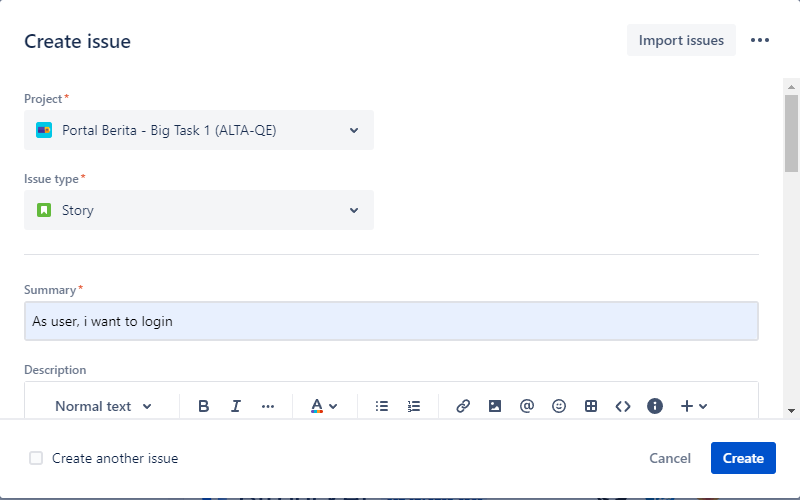 Create issue
Import issues
Project*
Portal Berita - Big Task 1 (ALTA-QE)
Issue type*
Story
Summary*
As user, i want to login
Description
Normal text
B I A @
Create another issue
Cancel
Create